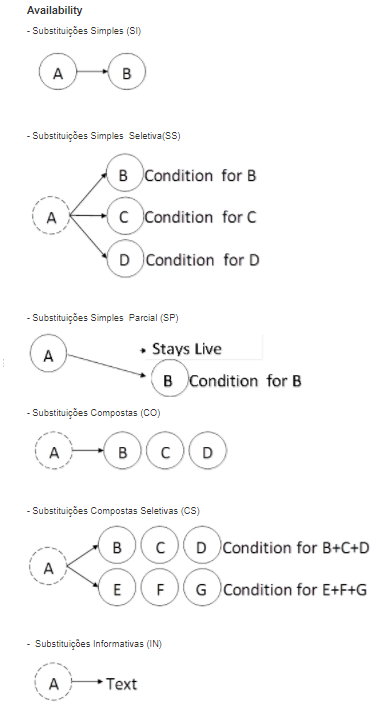 Availability
- Substituições Simples (SI)
A B
- Substituições Simples Seletiva(SS)
B Condition for B
A C Condition for C
D Condition for D
- Substituições Simples Parcial (SP)
A Stays Live
B Condition for B
- Substituições Compostas (CO)
A B C D
- Substituições Compostas Seletivas (CS)
B C D Condition for B+C+D
A
E F G Condition for E+F+G
- Substituições Informativas (IN)
A Text